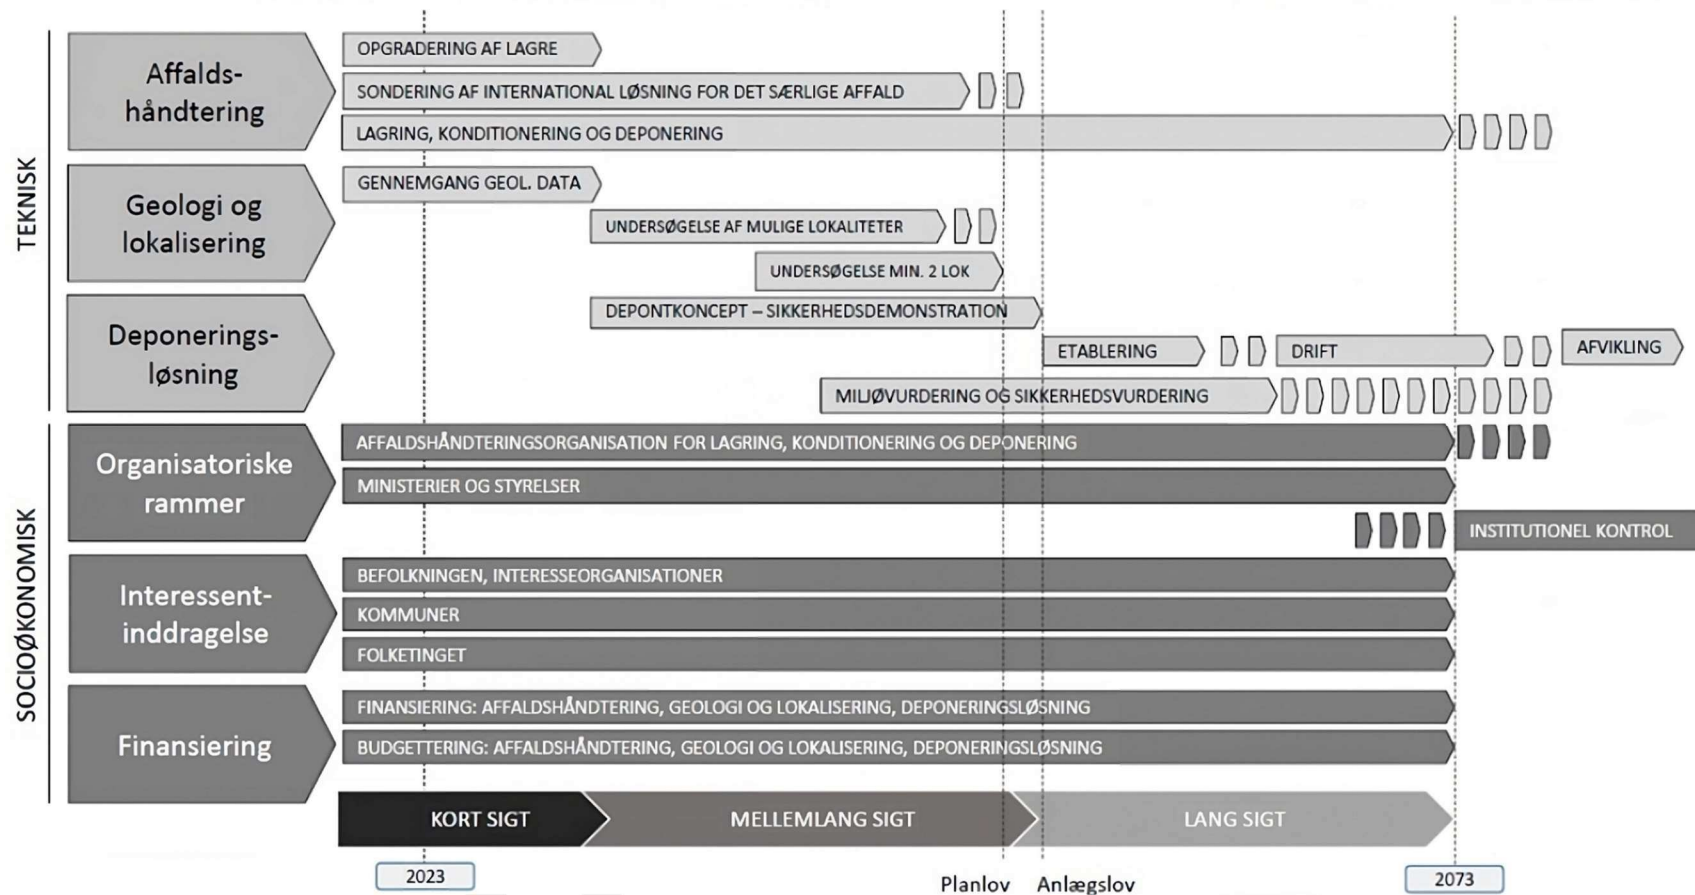 TEKNISK
Affalds-
håndtering
OPGRADERING AF LAGRE
SONDERING AF INTERNATIONAL LØSNING FOR DET SÆRLIGE AFFALD
LAGRING, KONDITIONERING OG DEPONERING
Geologi og
lokalisering
GENNEMGANG GEOL. DATA
UNDERSØGELSE AF MULIGE LOKALITETER
UNDERSØGELSE MIN. 2 LOK
Deponerings-
løsning
DEPONTKONCEPT – SIKKERHEDSDEMONSTRATION
ETABLERING
DRIFT
AFVIKLING
MILJØVURDERING OG SIKKERHEDSVURDERING
SOCIOØKONOMISK
Organisatoriske
rammer
AFFALDSHÅNDTERINGSORGANISATION FOR LAGRING, KONDITIONERING OG DEPONERING
MINISTERIER OG STYRELSER
INSTITUTIONEL KONTROL
Interessent-
inddragelse
BEFOLKNINGEN, INTERESSEORGANISATIONER
KOMMUNER
FOLKETINGET
Finansiering
FINANSIERING: AFFALDSHÅNDTERING, GEOLOGI OG LOKALISERING, DEPONERINGSLØSNING
BUDGETTERING: AFFALDSHÅNDTERING, GEOLOGI OG LOKALISERING, DEPONERINGSLØSNING
KORT SIGT
MELLEMLANG SIGT
LANG SIGT
2023
Planlov
Anlægslov
2073